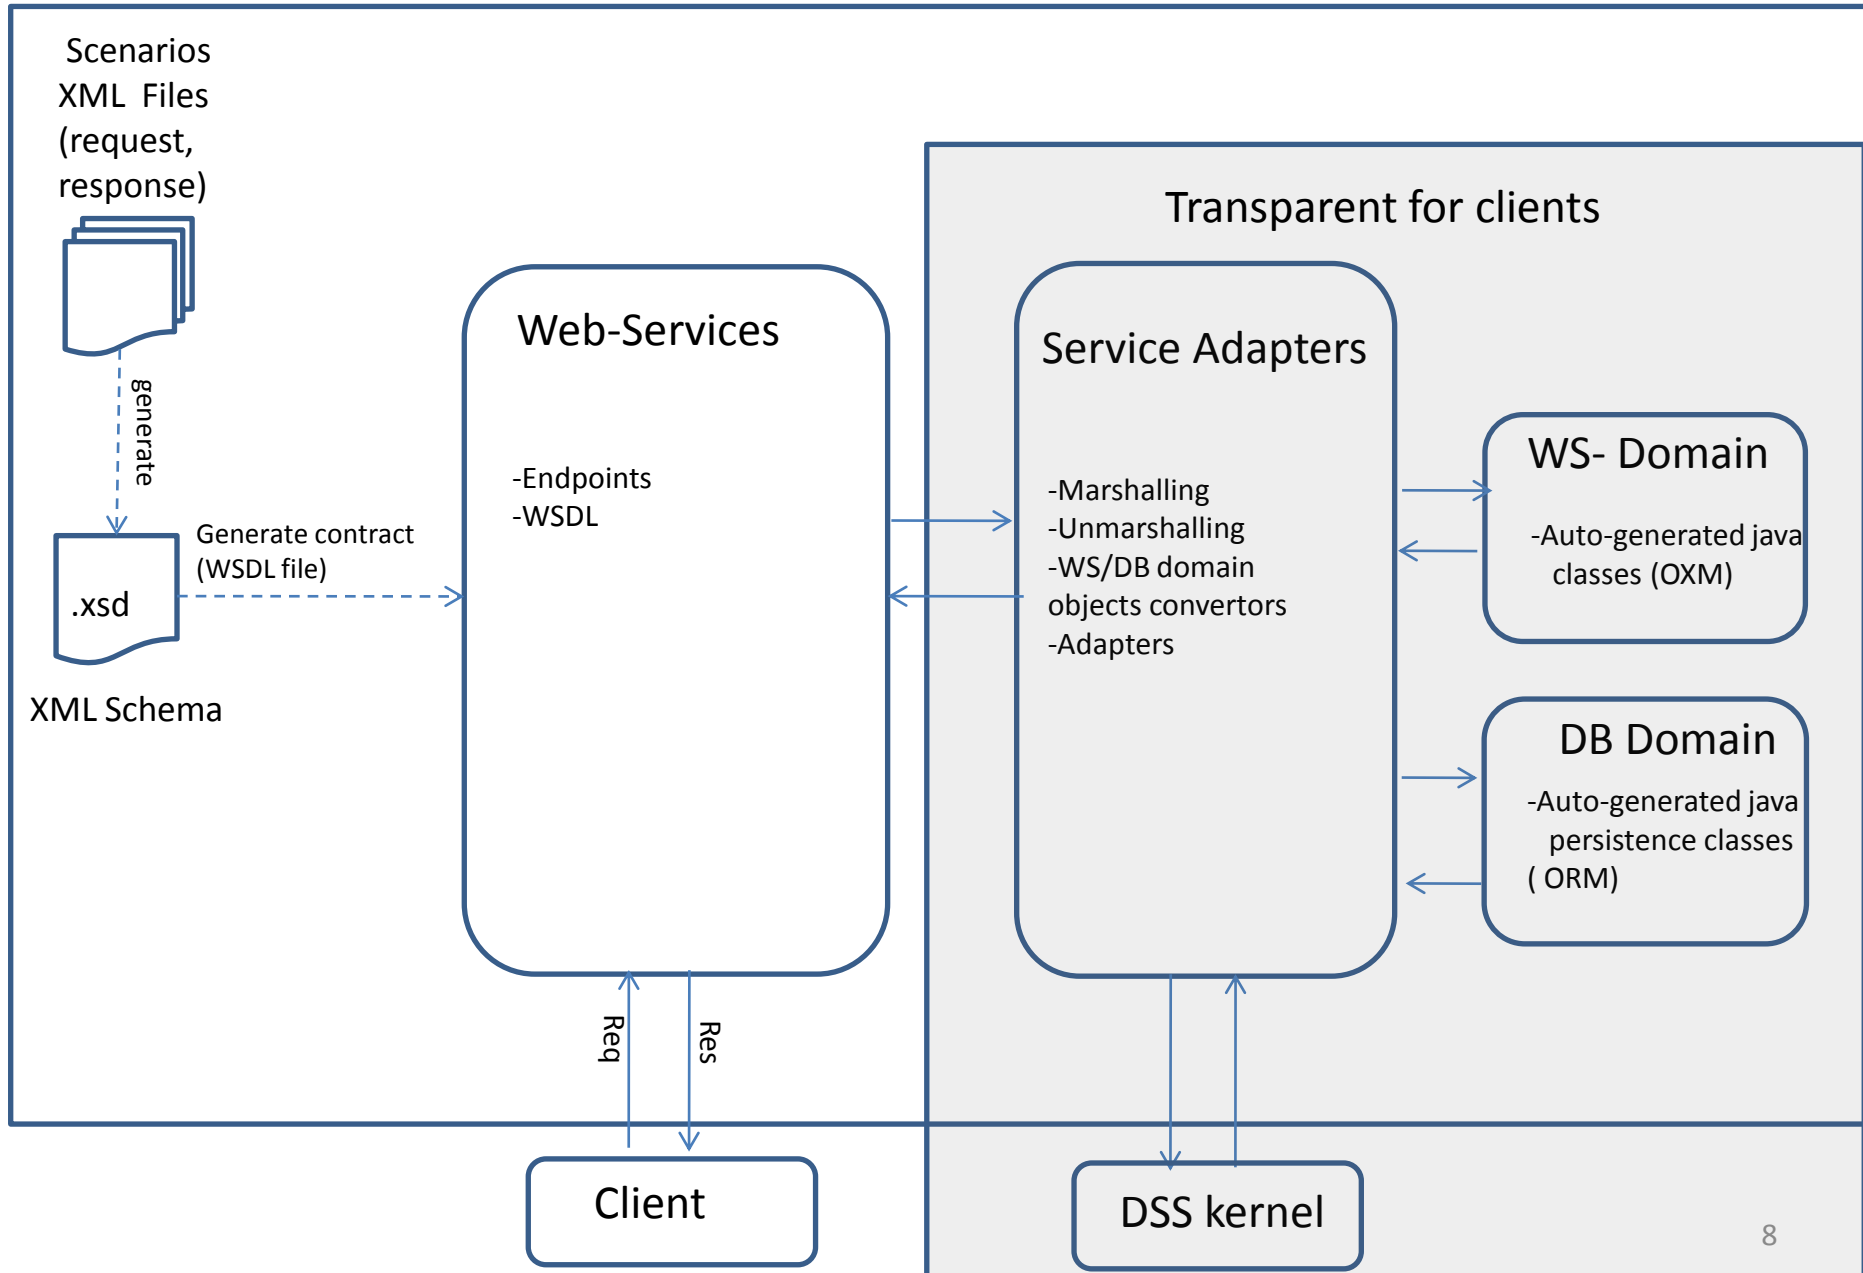 Scenarios
XML Files
(request,
response)
generate
.xsd
XML Schema
Generate contract
(WSDL file)
Web-Services
-Endpoints
-WSDL
Req
Res
Client
Transparent for clients
Service Adapters
-Marshalling
-Unmarshalling
-WS/DB domain
objects convertors
-Adapters
WS- Domain
-Auto-generated java
classes (OXM)
DB Domain
-Auto-generated java
persistence classes
( ORM)
DSS kernel
8